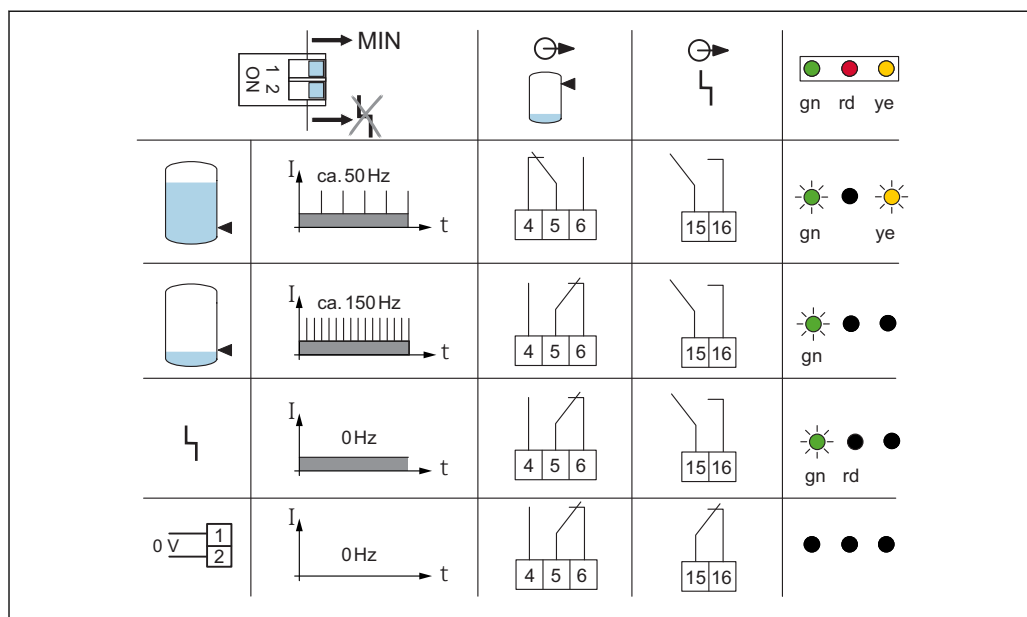 MIN
1 2
ON
gn rd ye
I
ca. 50 Hz
t
4 5 6
15 16
gn ye
I
ca. 150 Hz
t
4 5 6
15 16
gn
I
0 Hz
t
4 5 6
15 16
gn rd
0 V 1
2
I
0 Hz
t
4 5 6
15 16